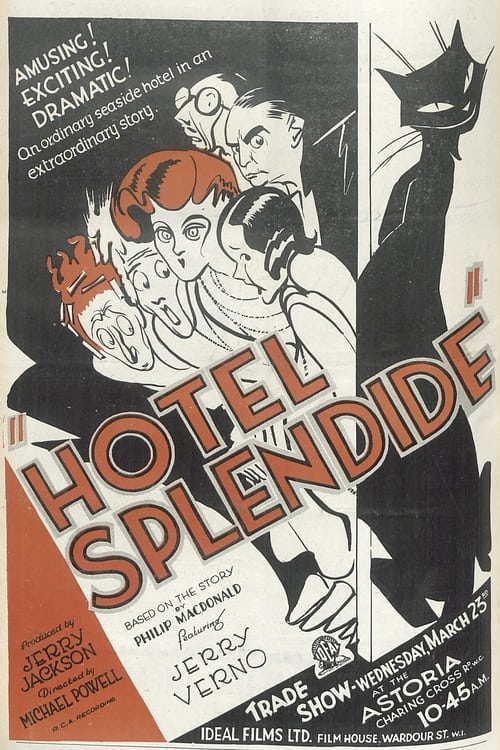 AMUSING!
EXCITING!
DRAMATIC!
An ordinary seaside hotel in an
extraordinary story.
"HOTEL
SPLENDIDE"
BASED ON THE STORY
BY
PHILIP MACDONALD
featuring
JERRY
VERNO
Produced by
JERRY
JACKSON
Directed by
MICHAEL POWELL
R.C.A. RECORDING
IDEAL
TRADE
SHOW-WEDNESDAY, MARCH 23RD
AT THE
ASTORIA
CHARING CROSS RD. W.C.
10-45 A.M.
IDEAL FILMS LTD. FILM HOUSE, WARDOUR ST. W.1.